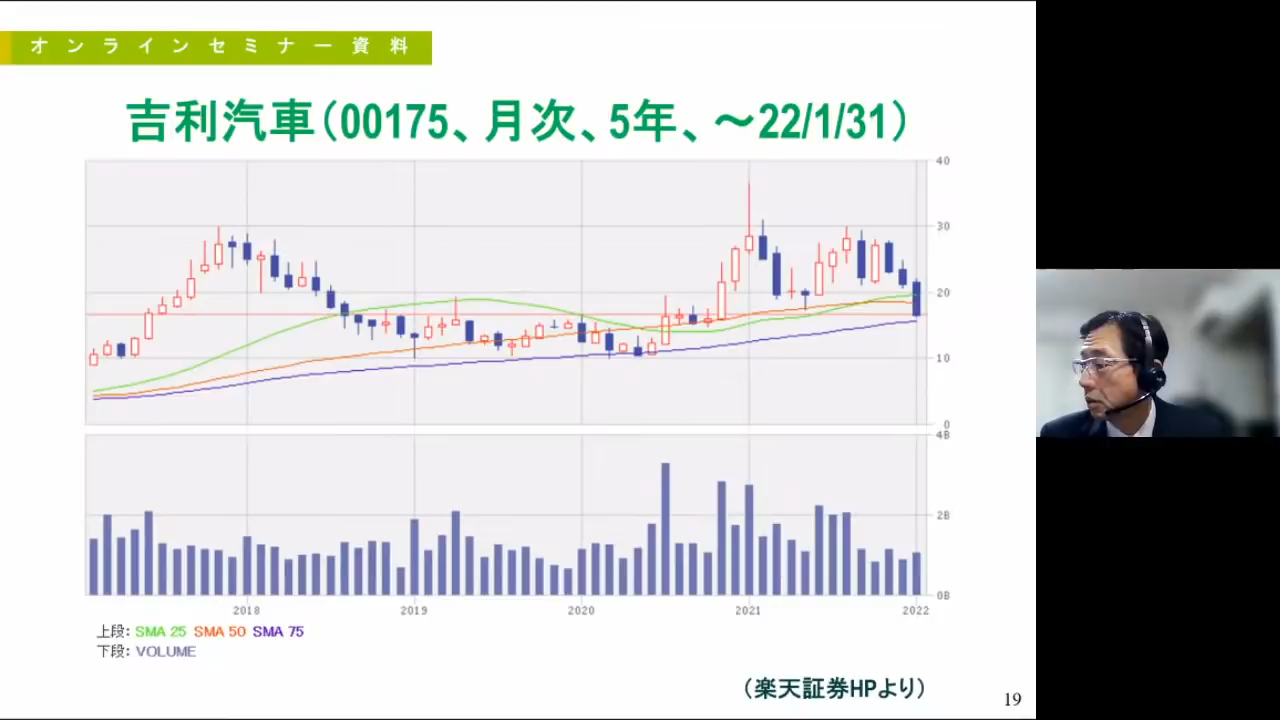 オンラインセミナー資料
吉利汽車（00175、月次、5年、～22/1/31）
40
30
20
10
0
4B
2B
0B
2018 2019 2020 2021 2022
上段: SMA 25 SMA 50 SMA 75
下段: VOLUME
（楽天証券HPより）
19